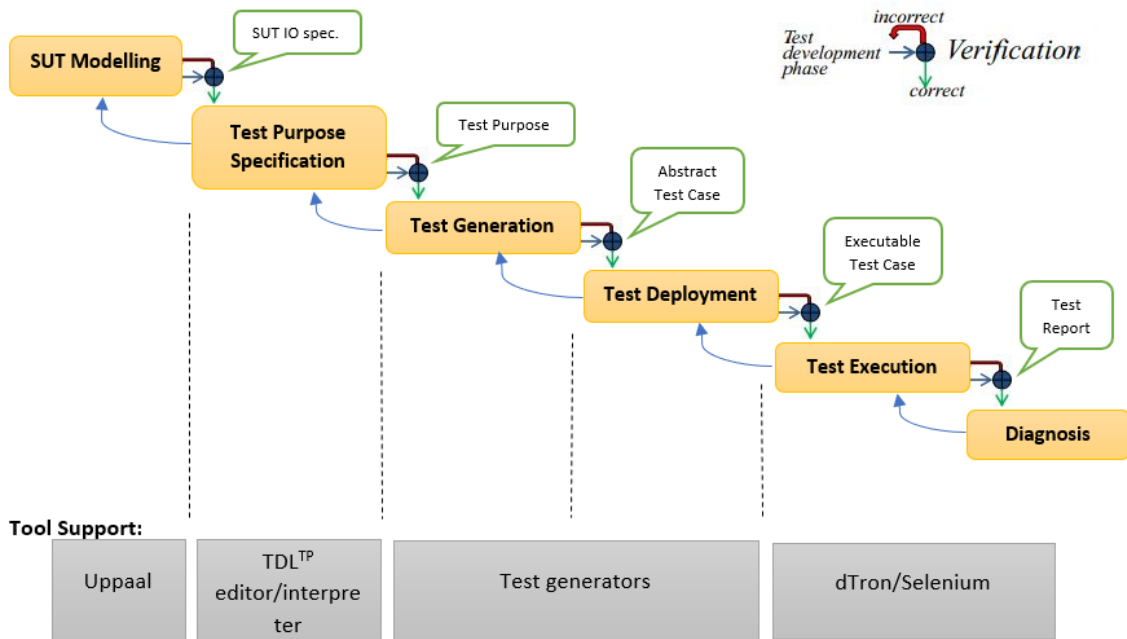 SUT IO spec.
SUT Modelling
incorrect
Test
development
phase
Verification
correct
Test Purpose
Specification
Test Purpose
Test Generation
Abstract
Test Case
Test Deployment
Executable
Test Case
Test Execution
Test
Report
Diagnosis
Tool Support:
Uppaal
TDLTP
editor/interpre
ter
Test generators
dTron/Selenium